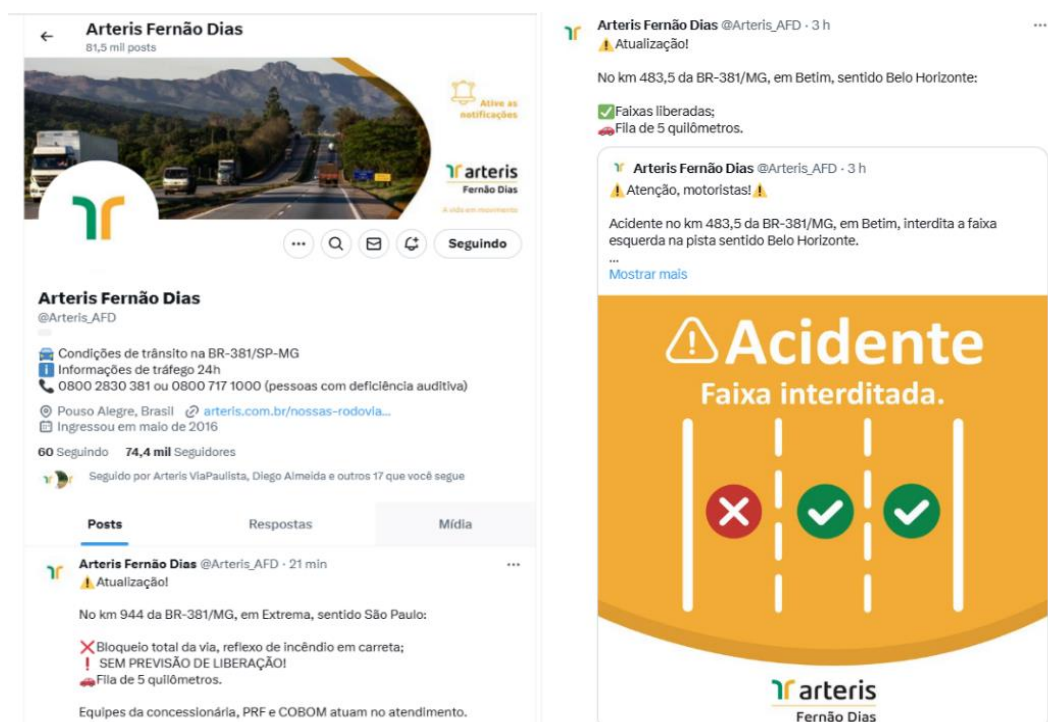 Arteris Fernão Dias
81,5 mil posts
Ative as
notificações
arteris
Fernão Dias
A vida em movimento
Seguindo
Arteris Fernão Dias
@Arteris_AFD
Condições de trânsito na BR-381/SP-MG
Informações de tráfego 24h
0800 2830 381 ou 0800 717 1000 (pessoas com deficiência auditiva)
Pouso Alegre, Brasil arteris.com.br/nossas-rodovia...
Ingressou em maio de 2016
60 Seguindo 74,4 mil Seguidores
Seguido por Arteris ViaPaulista, Diego Almeida e outros 17 que você segue
Posts Respostas Mídia
Arteris Fernão Dias @Arteris_AFD · 21 min
⚠️Atualização!
No km 944 da BR-381/MG, em Extrema, sentido São Paulo:
❌Bloqueio total da via, reflexo de incêndio em carreta;
❗ SEM PREVISÃO DE LIBERAÇÃO!
🚗Fila de 5 quilômetros.
Equipes da concessionária, PRF e COBOM atuam no atendimento.
Arteris Fernão Dias @Arteris_AFD · 3 h
⚠️Atualização!
No km 483,5 da BR-381/MG, em Betim, sentido Belo Horizonte:
✅Faixas liberadas;
🚗Fila de 5 quilômetros.
Arteris Fernão Dias @Arteris_AFD · 3 h
⚠️Atenção, motoristas!⚠️
Acidente no km 483,5 da BR-381/MG, em Betim, interdita a faixa
esquerda na pista sentido Belo Horizonte.
...
Mostrar mais
Acidente
Faixa interditada.
arteris
Fernão Dias